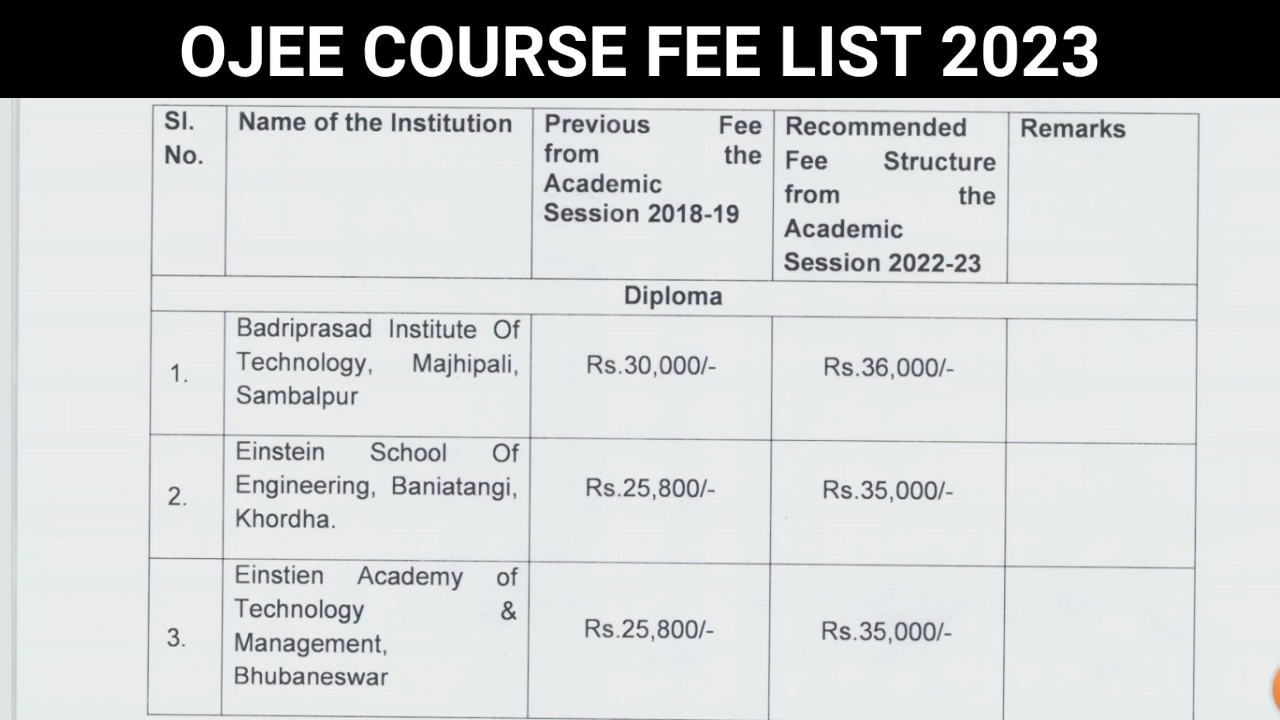 OJEE COURSE FEE LIST 2023
Sl. No.
Name of the Institution
Previous Fee from the Academic Session 2018-19
Recommended Fee Structure from the Academic Session 2022-23
Remarks
Diploma
1.
Badriprasad Institute Of
Technology, Majhipali,
Sambalpur
Rs.30,000/-
Rs.36,000/-
2.
Einstein School Of
Engineering, Baniatangi,
Khordha.
Rs.25,800/-
Rs.35,000/-
3.
Einstien Academy of
Technology &
Management,
Bhubaneswar
Rs.25,800/-
Rs.35,000/-